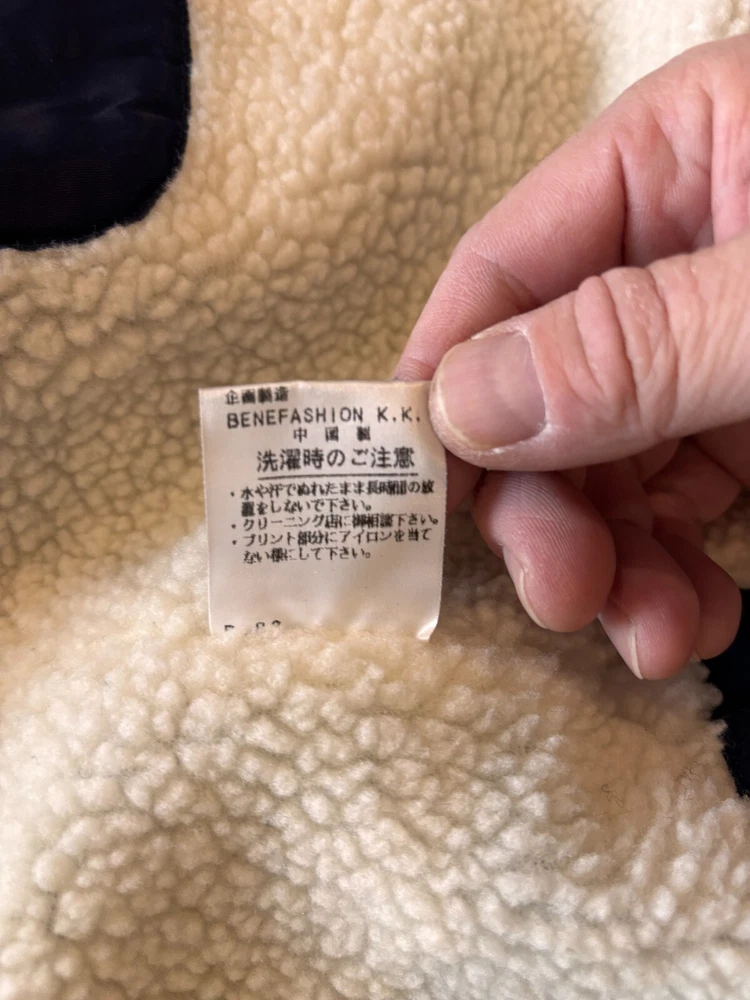 企画製造
BENEFASHION K.K.
中国製
洗濯時のご注意
・水や汗でぬれたまま長時間の放
置をしないで下さい。
・クリーニング店に御相談下さい。
・プリント部分にアイロンを当て
ない様にして下さい。